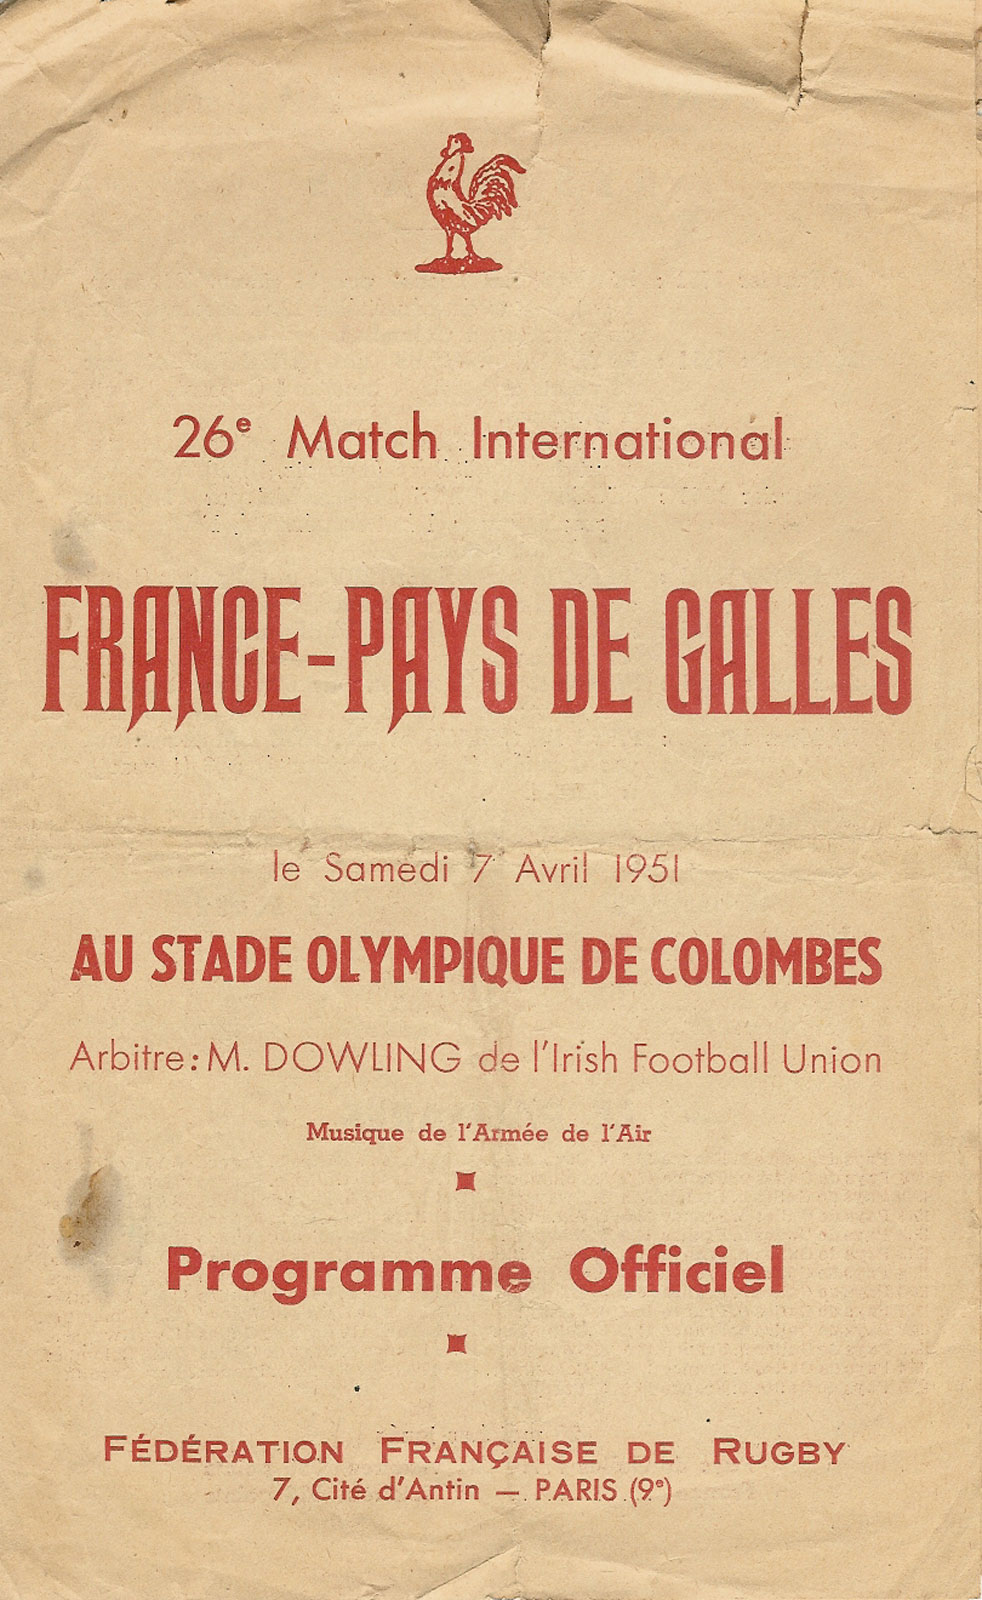 26e Match International
FRANCE-PAYS DE GALLES
le Samedi 7 Avril 1951
AU STADE OLYMPIQUE DE COLOMBES
Arbitre: M. DOWLING de l'Irish Football Union
Musique de l'Armée de l'Air
Programme Officiel
FÉDÉRATION FRANÇAISE DE RUGBY
7, Cité d'Antin — PARIS (9e)